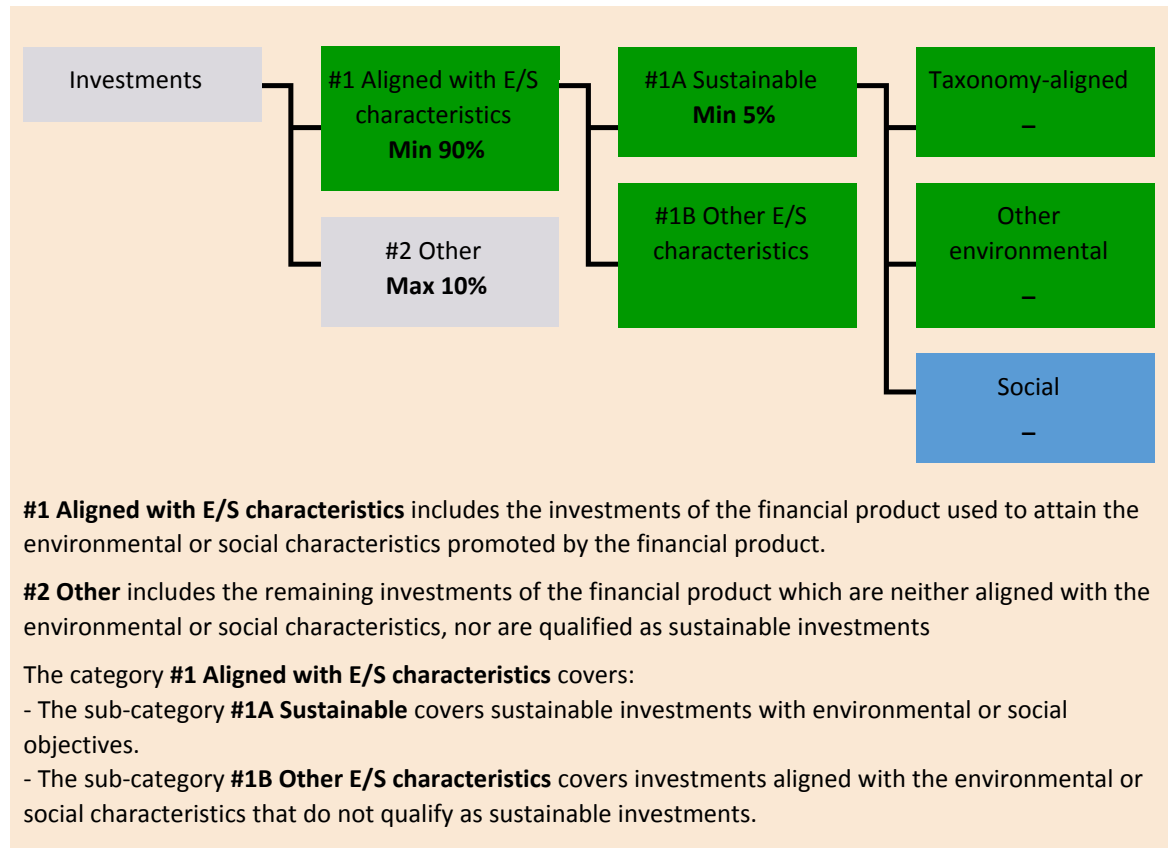 Investments
#1 Aligned with E/S
characteristics
Min 90%
#2 Other
Max 10%
#1A Sustainable
Min 5%
#1B Other E/S
characteristics
Taxonomy-aligned
–
Other
environmental
–
Social
–
#1 Aligned with E/S characteristics includes the investments of the financial product used to attain the
environmental or social characteristics promoted by the financial product.
#2 Other includes the remaining investments of the financial product which are neither aligned with the
environmental or social characteristics, nor are qualified as sustainable investments
The category #1 Aligned with E/S characteristics covers:
- The sub-category #1A Sustainable covers sustainable investments with environmental or social
objectives.
- The sub-category #1B Other E/S characteristics covers investments aligned with the environmental or
social characteristics that do not qualify as sustainable investments.